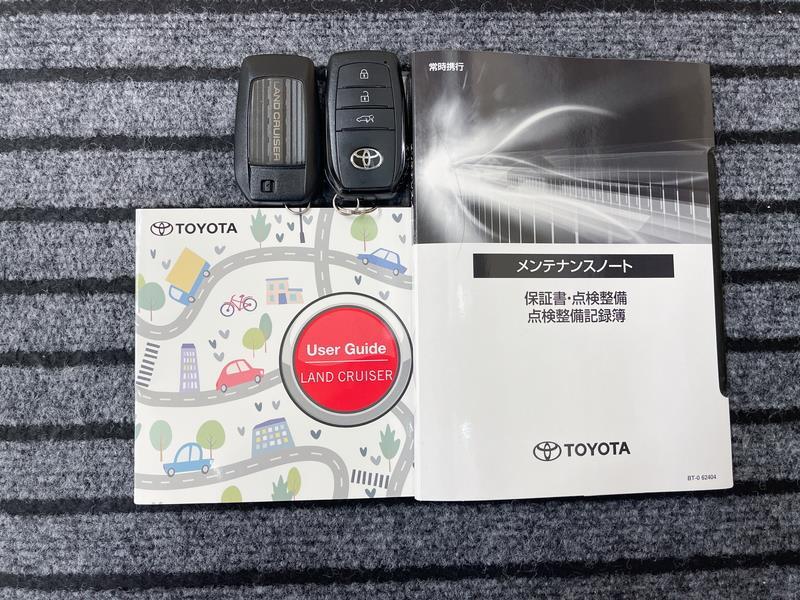 LAND CRUISER
常時携行
TOYOTA
User Guide
LAND CRUISER
メンテナンスノート
保証書・点検整備
点検整備記録簿
TOYOTA
BT-0 62404